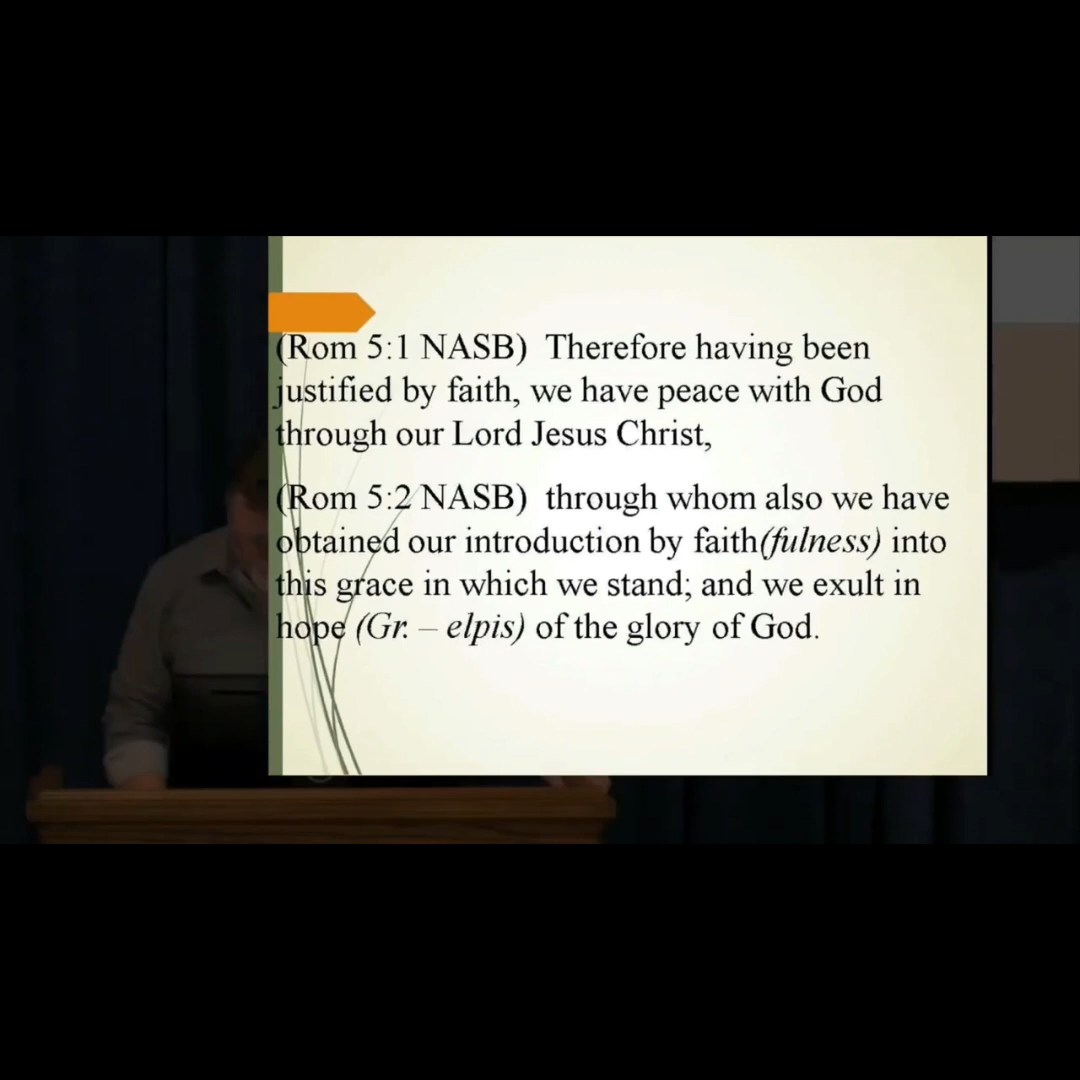 (Rom 5:1 NASB)  Therefore having been
justified by faith, we have peace with God
through our Lord Jesus Christ,
(Rom 5:2 NASB)  through whom also we have
obtained our introduction by faith(fulness) into
this grace in which we stand; and we exult in
hope (Gr. – elpis) of the glory of God.